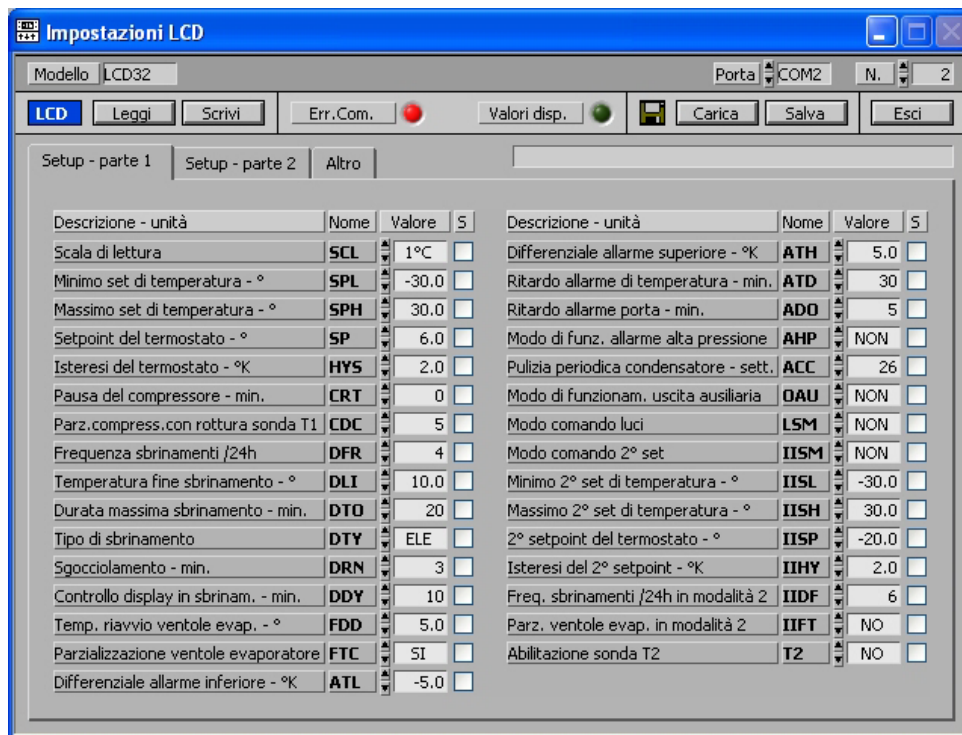 Impostazioni LCD
Modello LCD32 Porta COM2 N. 2
LCD Leggi Scrivi Err.Com. Valori disp. Carica Salva Esci
Setup - parte 1 Setup - parte 2 Altro
Descrizione - unità Nome Valore S
Scala di lettura SCL 1°C
Minimo set di temperatura - ° SPL -30.0
Massimo set di temperatura - ° SPH 30.0
Setpoint del termostato - ° SP 6.0
Isteresi del termostato - °K HYS 2.0
Pausa del compressore - min. CRT 0
Parz.compress.con rottura sonda T1 CDC 5
Frequenza sbrinamenti /24h DFR 4
Temperatura fine sbrinamento - ° DLI 10.0
Durata massima sbrinamento - min. DTO 20
Tipo di sbrinamento DTY ELE
Sgocciolamento - min. DRN 3
Controllo display in sbrinam. - min. DDY 10
Temp. riavvio ventole evap. - ° FDD 5.0
Parzializzazione ventole evaporatore FTC SI
Differenziale allarme inferiore - °K ATL -5.0
Descrizione - unità Nome Valore S
Differenziale allarme superiore - °K ATH 5.0
Ritardo allarme di temperatura - min. ATD 30
Ritardo allarme porta - min. ADO 5
Modo di funz. allarme alta pressione AHP NON
Pulizia periodica condensatore - sett. ACC 26
Modo di funzionam. uscita ausiliaria OAU NON
Modo comando luci LSM NON
Modo comando 2° set IISM NON
Minimo 2° set di temperatura - ° IISL -30.0
Massimo 2° set di temperatura - ° IISH 30.0
2° setpoint del termostato - ° IISP -20.0
Isteresi del 2° setpoint - °K IIHY 2.0
Freq. sbrinamenti /24h in modalità 2 IIDF 6
Parz. ventole evap. in modalità 2 IIFT NO
Abilitazione sonda T2 T2 NO